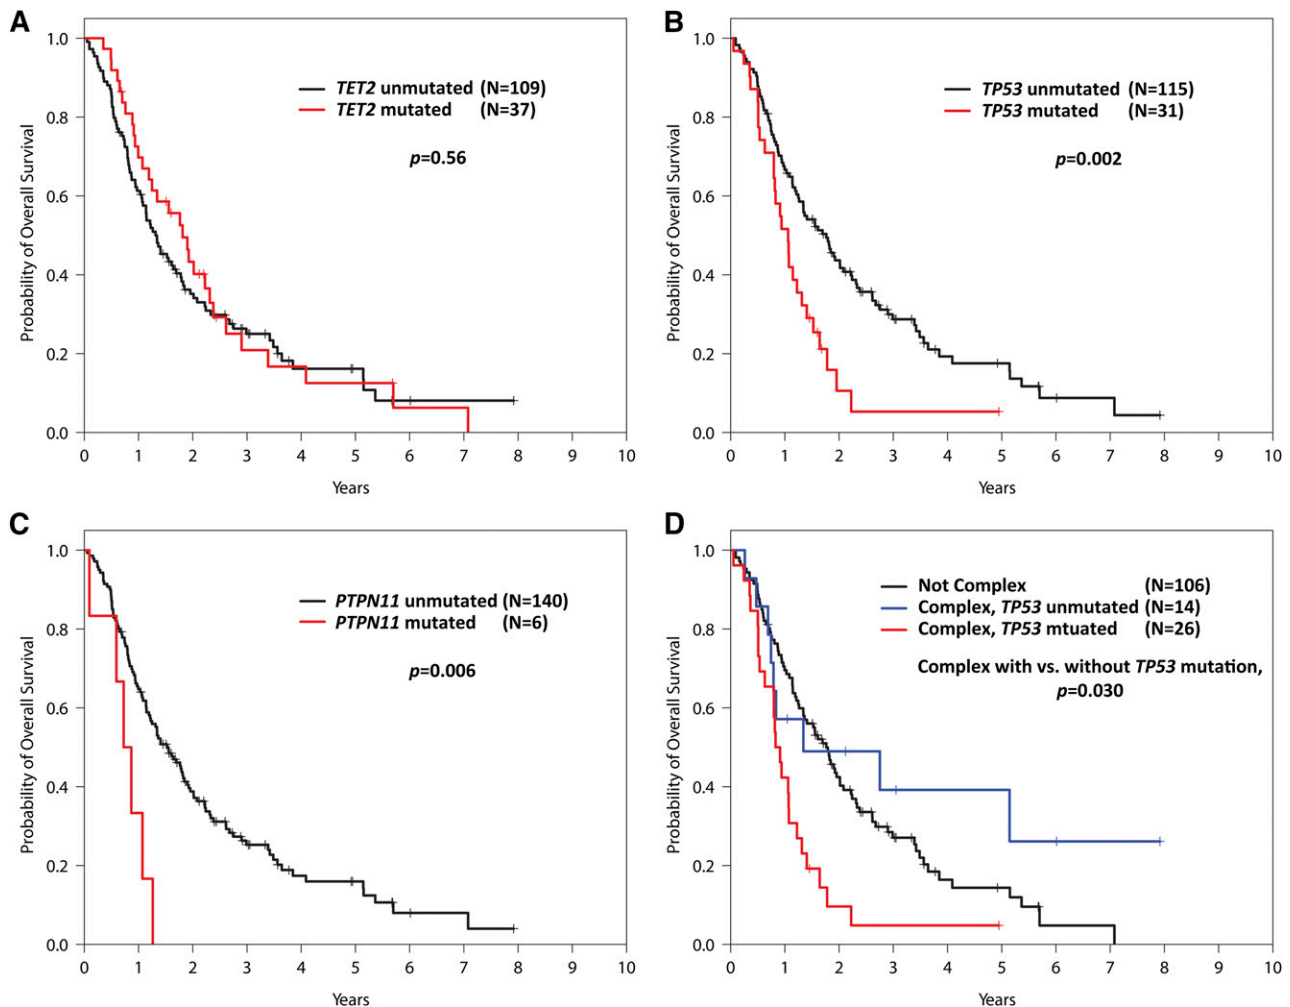 A
Probability of Overall Survival
1.0
0.8
0.6
0.4
0.2
0.0
TET2 unmutated (N=109)
TET2 mutated (N=37)
p=0.56
0 1 2 3 4 5 6 7 8 9 10
Years
B
Probability of Overall Survival
1.0
0.8
0.6
0.4
0.2
0.0
TP53 unmutated (N=115)
TP53 mutated (N=31)
p=0.002
0 1 2 3 4 5 6 7 8 9 10
Years
C
Probability of Overall Survival
1.0
0.8
0.6
0.4
0.2
0.0
PTPN11 unmutated (N=140)
PTPN11 mutated (N=6)
p=0.006
0 1 2 3 4 5 6 7 8 9 10
Years
D
Probability of Overall Survival
1.0
0.8
0.6
0.4
0.2
0.0
Not Complex (N=106)
Complex, TP53 unmutated (N=14)
Complex, TP53 mtuated (N=26)
Complex with vs. without TP53 mutation,
p=0.030
0 1 2 3 4 5 6 7 8 9 10
Years